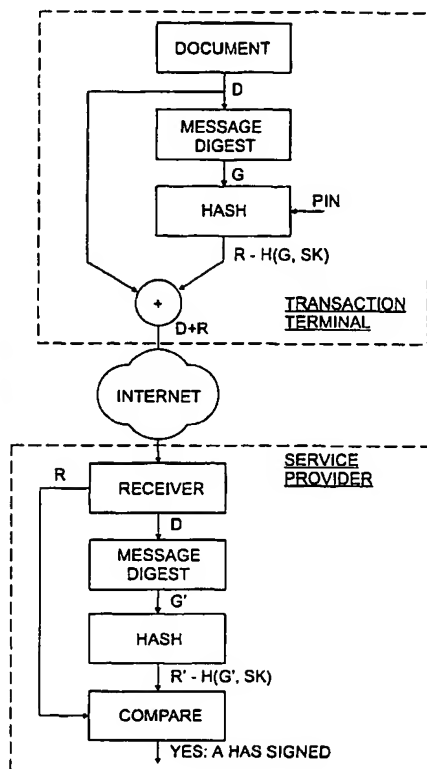 DOCUMENT
D
MESSAGE
DIGEST
G
HASH
PIN
R - H(G, SK)
+
D+R
TRANSACTION
TERMINAL
INTERNET
SERVICE
PROVIDER
R
RECEIVER
D
MESSAGE
DIGEST
G'
HASH
R' - H(G', SK)
COMPARE
YES: A HAS SIGNED